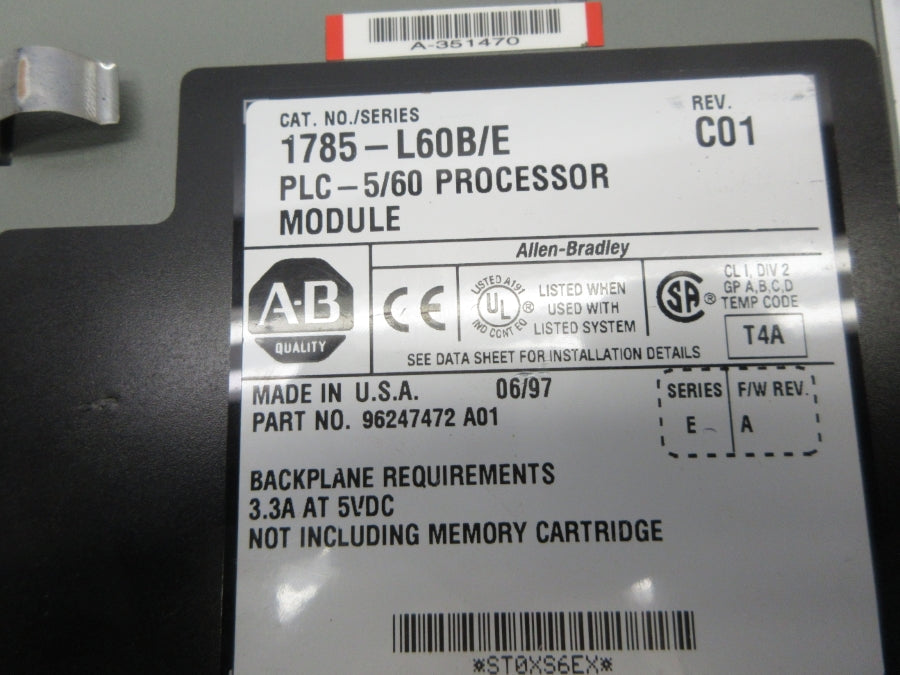 A-351470
CAT. NO./SERIES
1785-L60B/E
REV.
C01
PLC-5/60 PROCESSOR
MODULE
Allen-Bradley
A-B
QUALITY
CE
LISTED A191
UL
®
IND CONT EQ
LISTED WHEN
USED WITH
LISTED SYSTEM
SA
®
CL I, DIV 2
GP A,B,C,D
TEMP CODE
T4A
SEE DATA SHEET FOR INSTALLATION DETAILS
MADE IN U.S.A. 06/97
PART NO. 96247472 A01
SERIES F/W REV.
E A
BACKPLANE REQUIREMENTS
3.3A AT 5VDC
NOT INCLUDING MEMORY CARTRIDGE
*ST0XS6EX*